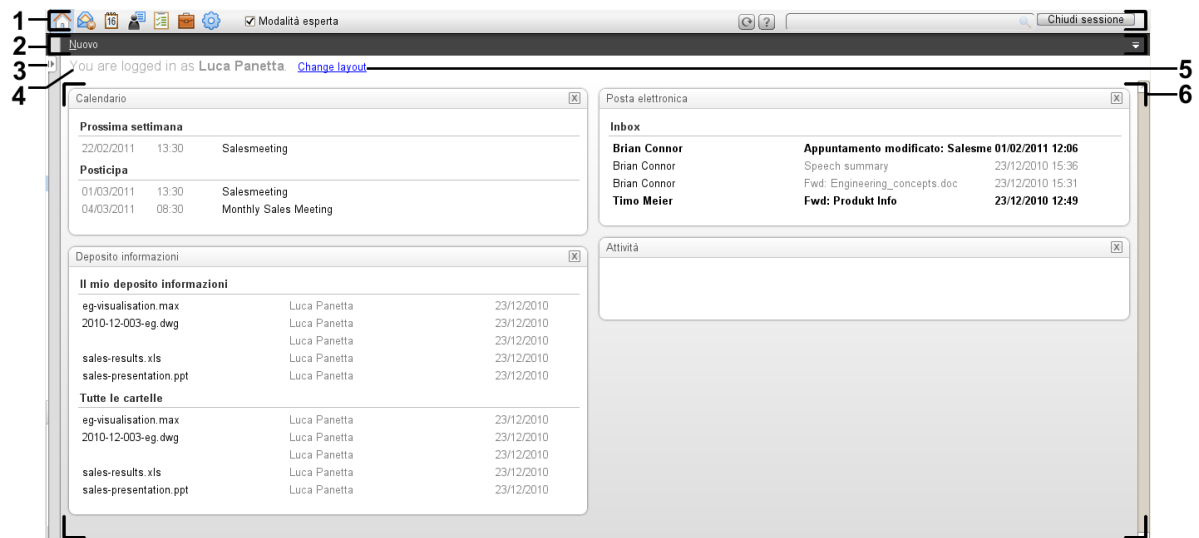 1
16
Modalità esperta
?
Chiudi sessione
2
Nuovo
3
You are logged in as Luca Panetta. Change layout
5
4
6
Calendario X
Prossima settimana
22/02/2011 13:30 Salesmeeting
Posticipa
01/03/2011 13:30 Salesmeeting
04/03/2011 08:30 Monthly Sales Meeting
Posta elettronica X
Inbox
Brian Connor Appuntamento modificato: Salesme 01/02/2011 12:06
Brian Connor Speech summary 23/12/2010 15:36
Brian Connor Fwd: Engineering_concepts.doc 23/12/2010 15:31
Timo Meier Fwd: Produkt Info 23/12/2010 12:49
Deposito informazioni X
Il mio deposito informazioni
eg-visualisation.max Luca Panetta 23/12/2010
2010-12-003-eg.dwg Luca Panetta 23/12/2010
Luca Panetta 23/12/2010
sales-results.xls Luca Panetta 23/12/2010
sales-presentation.ppt Luca Panetta 23/12/2010
Tutte le cartelle
eg-visualisation.max Luca Panetta 23/12/2010
2010-12-003-eg.dwg Luca Panetta 23/12/2010
Luca Panetta 23/12/2010
sales-results.xls Luca Panetta 23/12/2010
sales-presentation.ppt Luca Panetta 23/12/2010
Attività X